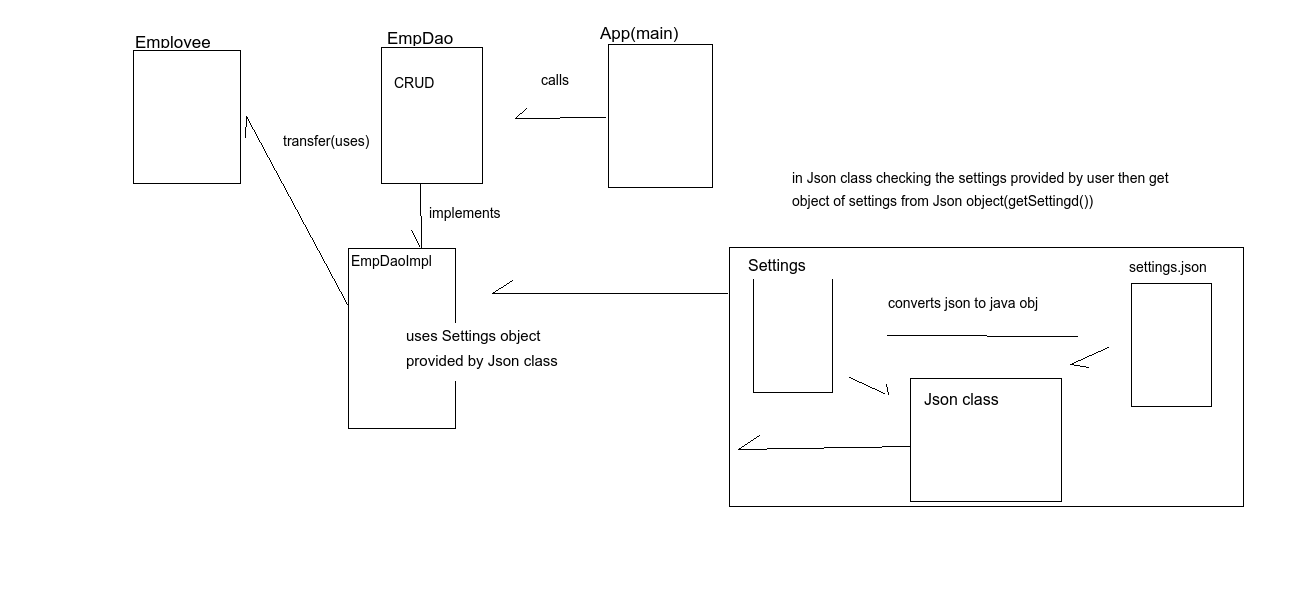 Employee
EmpDao
App(main)
CRUD
calls
transfer(uses)
implements
EmpDaoImpl
uses Settings object
provided by Json class
in Json class checking the settings provided by user then get
object of settings from Json object(getSettingd())
Settings
settings.json
converts json to java obj
Json class